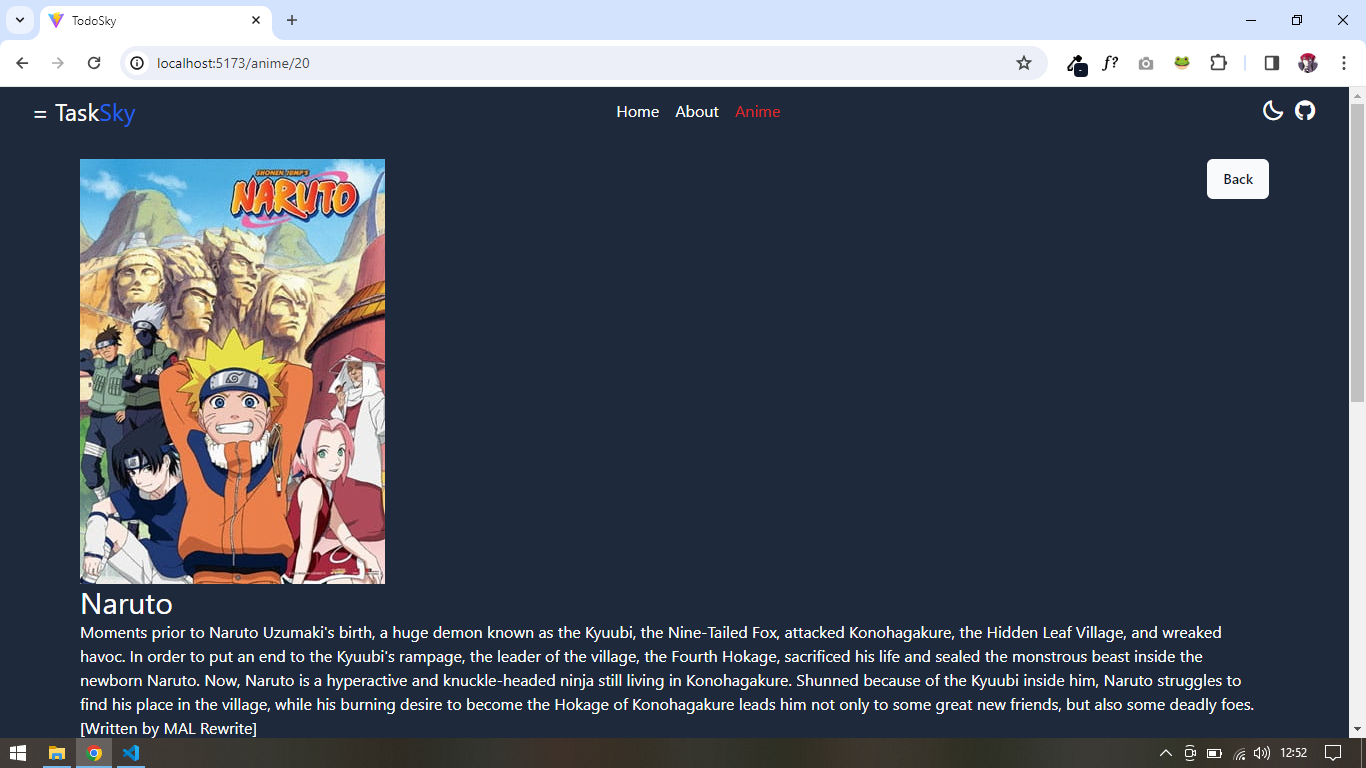 TodoSky
localhost:5173/anime/20
f?
= TaskSky
Home About Anime
Back
SHONEN JUMP'S
NARUTO
Naruto
Moments prior to Naruto Uzumaki's birth, a huge demon known as the Kyuubi, the Nine-Tailed Fox, attacked Konohagakure, the Hidden Leaf Village, and wreaked
havoc. In order to put an end to the Kyuubi's rampage, the leader of the village, the Fourth Hokage, sacrificed his life and sealed the monstrous beast inside the
newborn Naruto. Now, Naruto is a hyperactive and knuckle-headed ninja still living in Konohagakure. Shunned because of the Kyuubi inside him, Naruto struggles to
find his place in the village, while his burning desire to become the Hokage of Konohagakure leads him not only to some great new friends, but also some deadly foes.
[Written by MAL Rewrite]
12:52